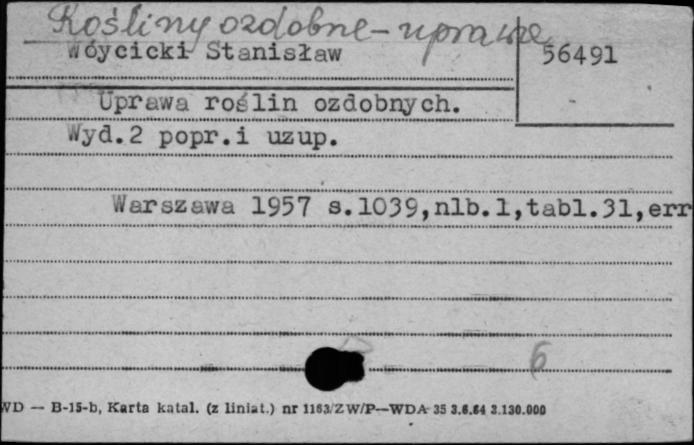 Rośliny ozdobne - uprawa
Wóycicki Stanisław
56491
Uprawa roślin ozdobnych.
Wyd.2 popr.i uzup.
Warszawa 1957 s.1039,nlb.1,tabl.31,err
6
WD — B-15-b, Karta katal. (z liniat.) nr 1163/ZW/P—WDA 35 3.6.64 3.130.000